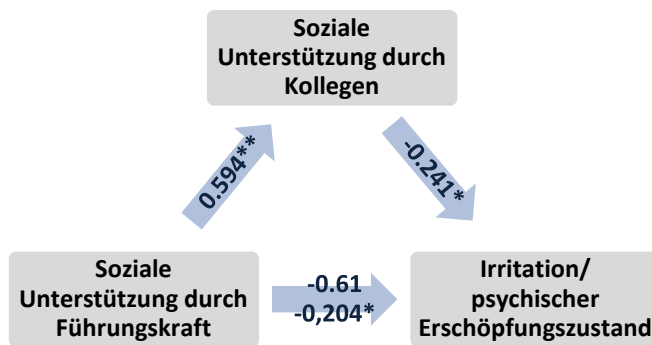 Soziale
Unterstützung durch
Kollegen
0.594**
-0.241*
Soziale
Unterstützung durch
Führungskraft
-0.61
-0,204*
Irritation/
psychischer
Erschöpfungszustand